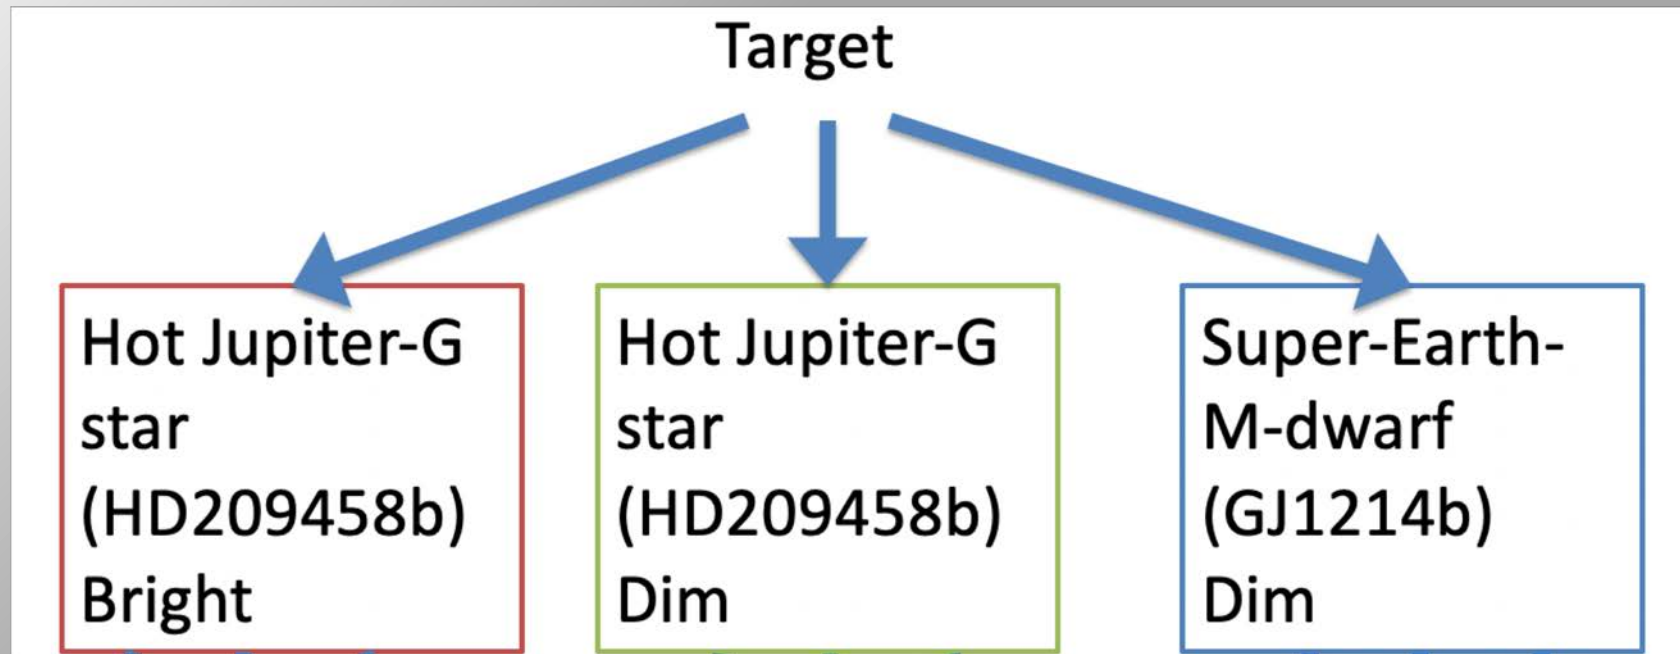 Target
Hot Jupiter-G
star
(HD209458b)
Bright
Hot Jupiter-G
star
(HD209458b)
Dim
Super-Earth-
M-dwarf
(GJ1214b)
Dim